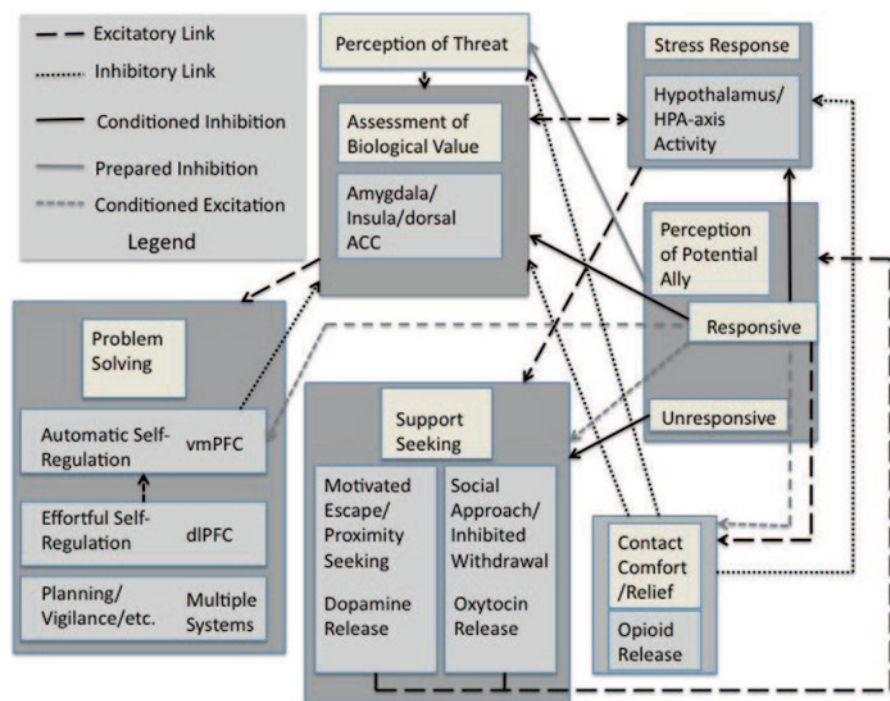 Excitatory Link
Inhibitory Link
Conditioned Inhibition
Prepared Inhibition
Conditioned Excitation
Legend
Perception of Threat
Assessment of
Biological Value
Amygdala/
Insula/dorsal
ACC
Stress Response
Hypothalamus/
HPA-axis
Activity
Perception
of Potential
Ally
Responsive
Unresponsive
Problem
Solving
Automatic Self-
Regulation
vmPFC
Effortful Self-
Regulation
dlPFC
Planning/
Vigilance/etc.
Multiple
Systems
Support
Seeking
Motivated
Escape/
Proximity
Seeking
Dopamine
Release
Social
Approach/
Inhibited
Withdrawal
Oxytocin
Release
Contact
Comfort
/Relief
Opioid
Release